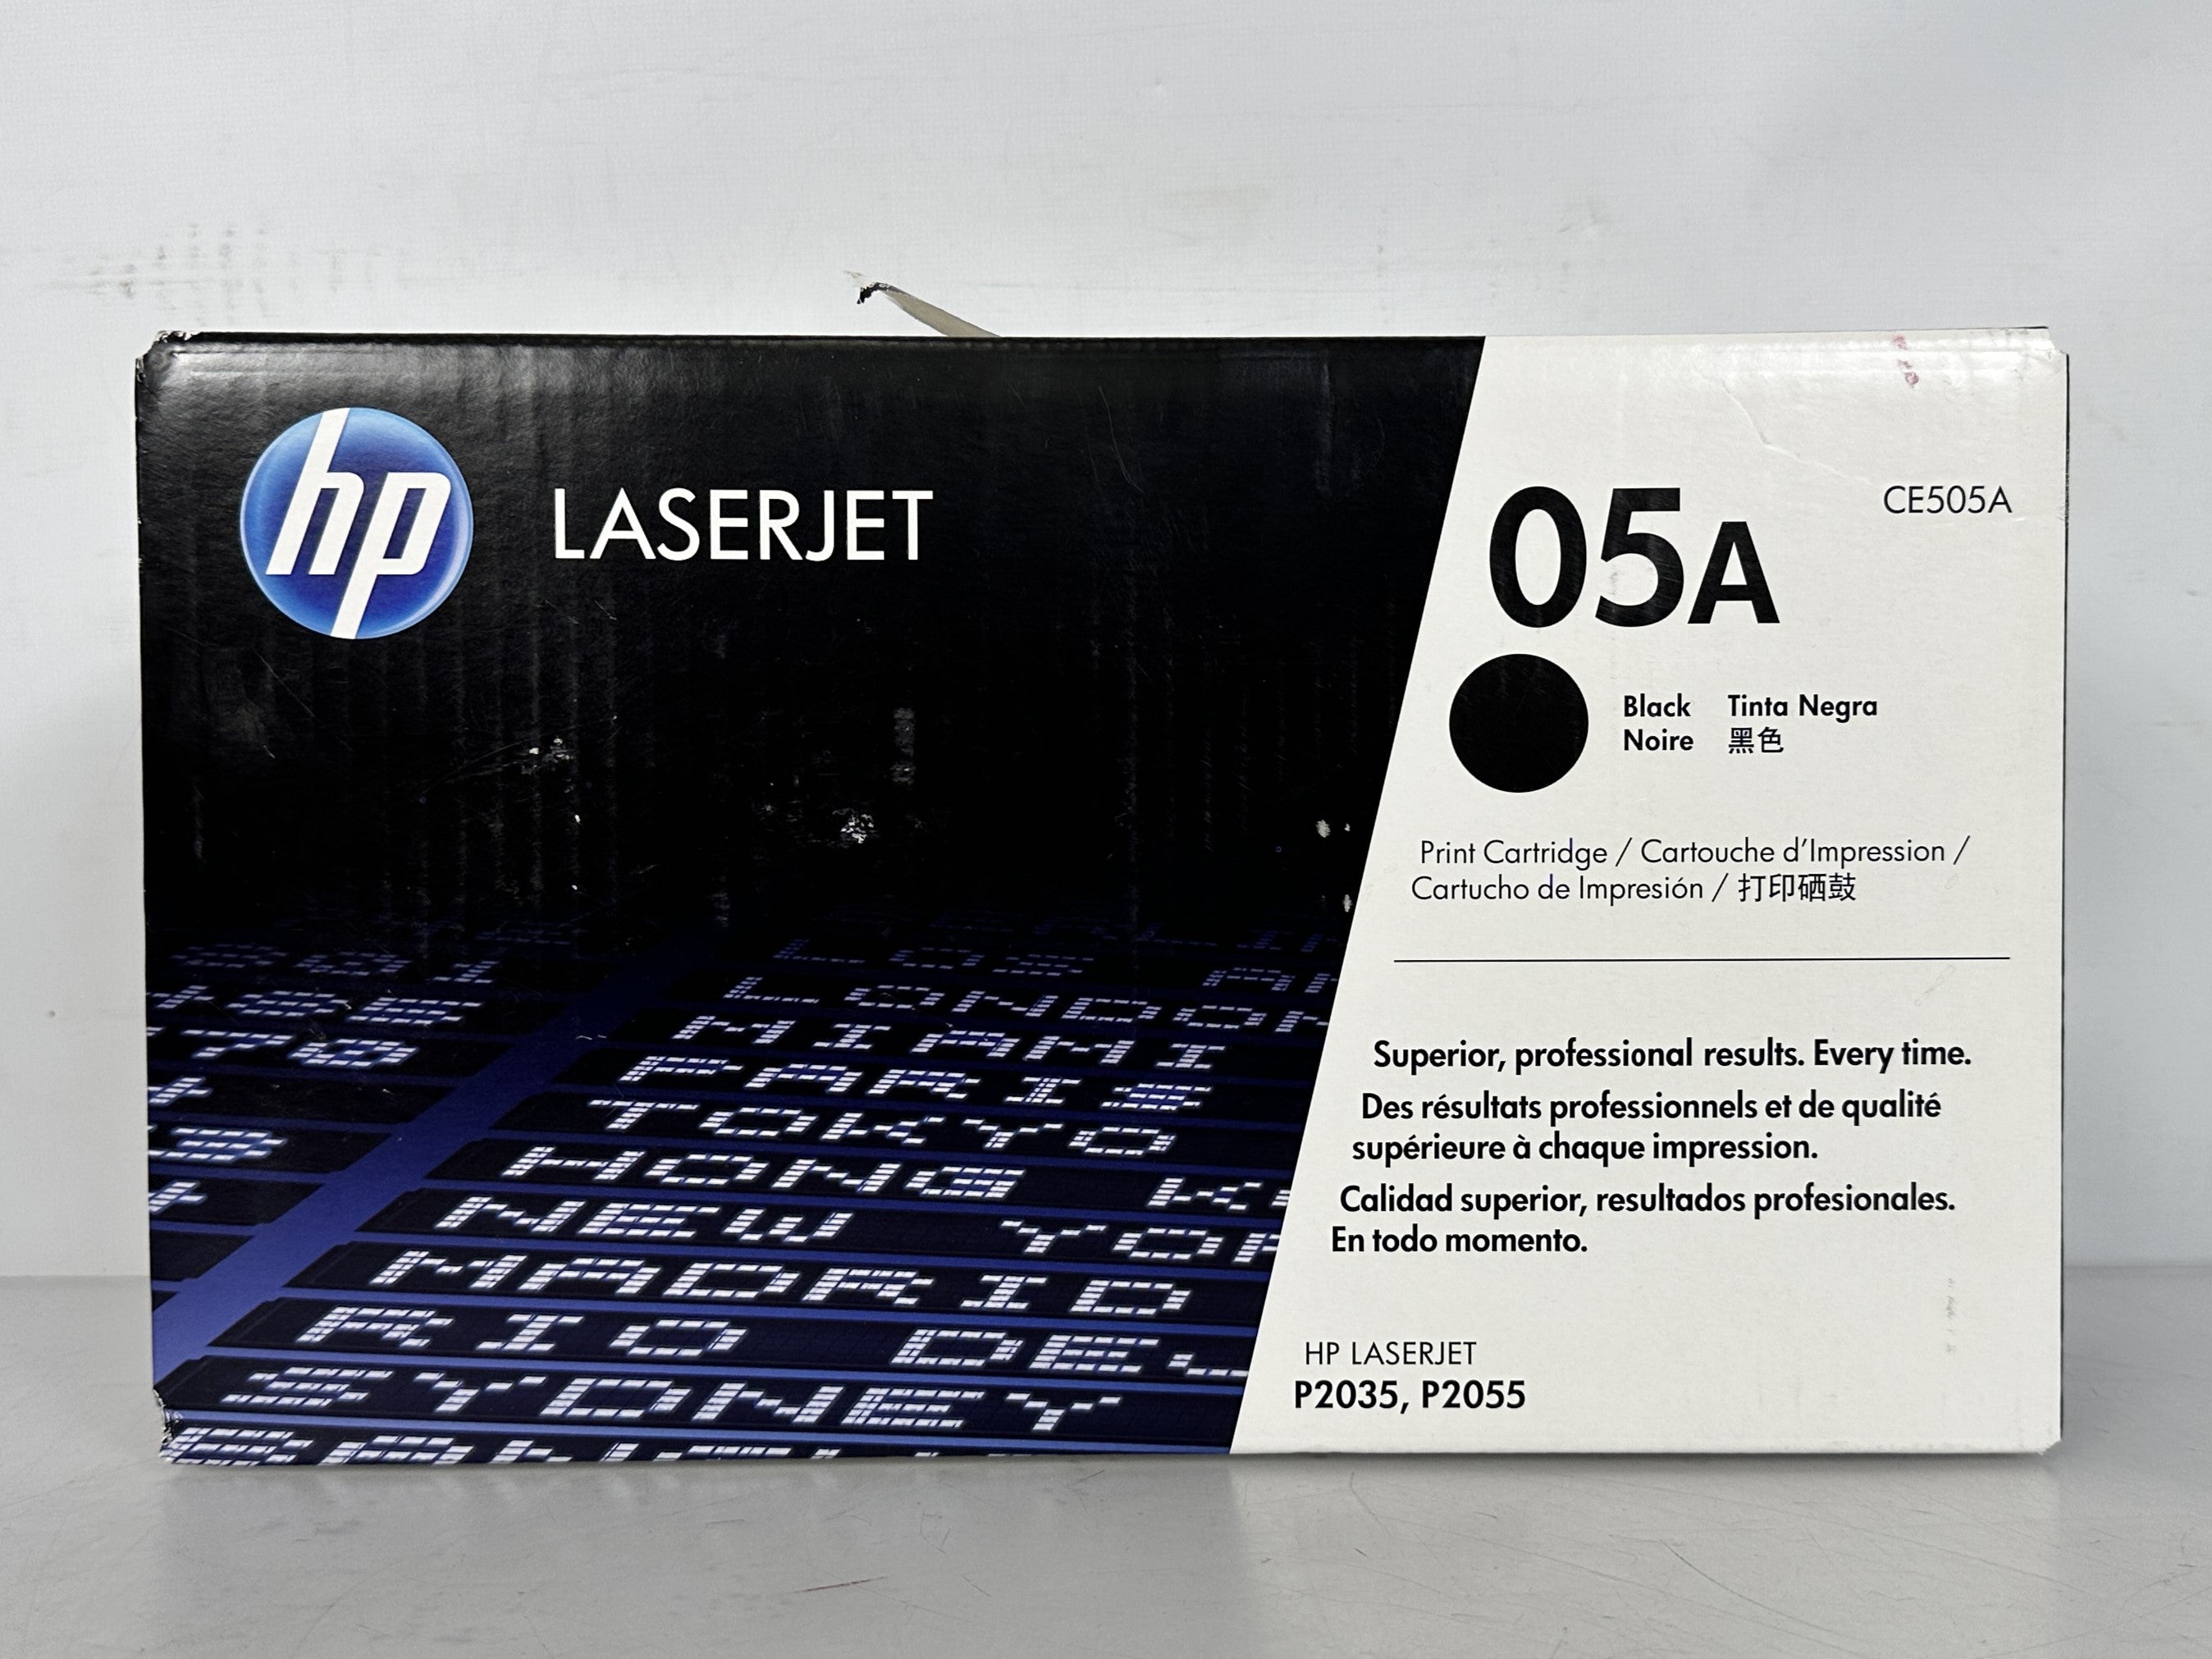 hp LASERJET
05A CE505A
Black Tinta Negra
Noire 黑色
Print Cartridge / Cartouche d'Impression /
Cartucho de Impresión / 打印硒鼓
Superior, professional results. Every time.
Des résultats professionnels et de qualité
supérieure à chaque impression.
Calidad superior, resultados profesionales.
En todo momento.
HP LASERJET
P2035, P2055
LONDON
MIAMI
PARIS
TOKYO
HONG K
NEW YOR
MADRID
RIO DE
SYDNEY